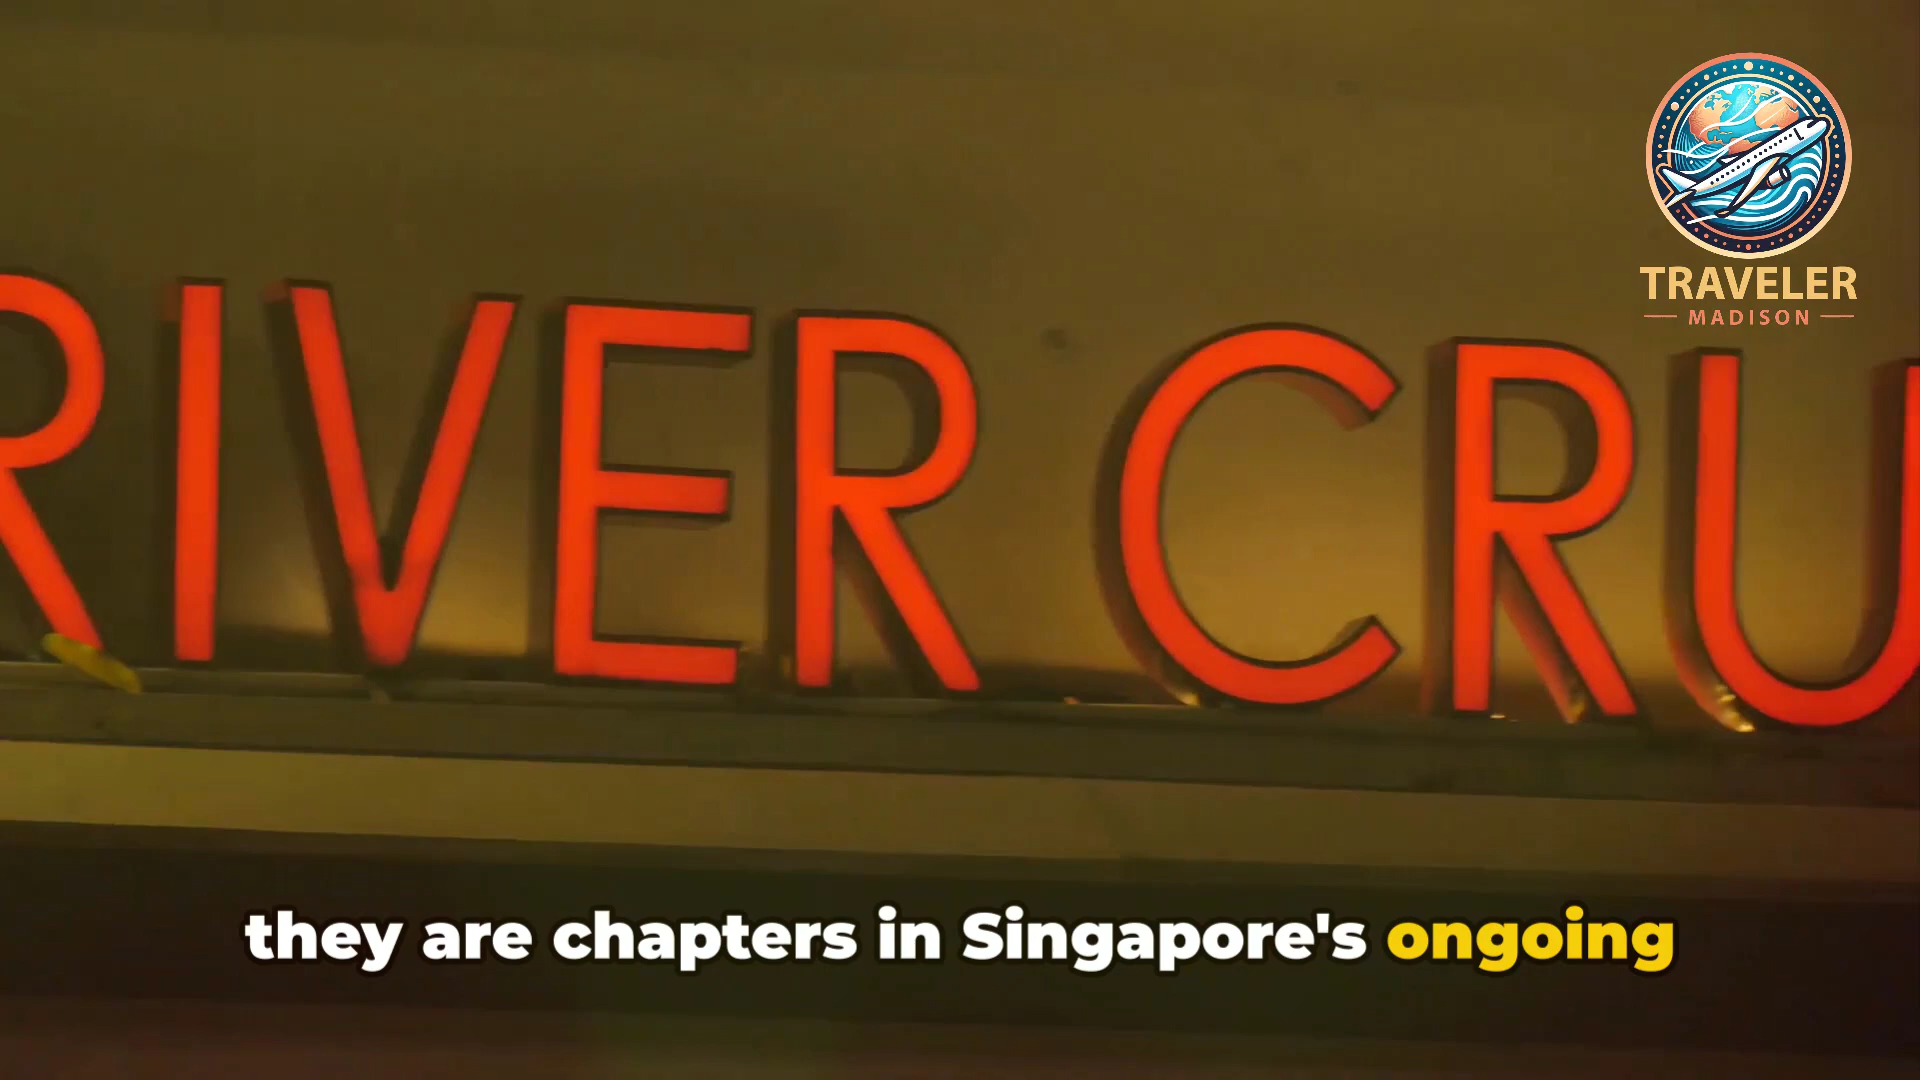 TRAVELER
MADISON
RIVER CRU
they are chapters in Singapore's ongoing